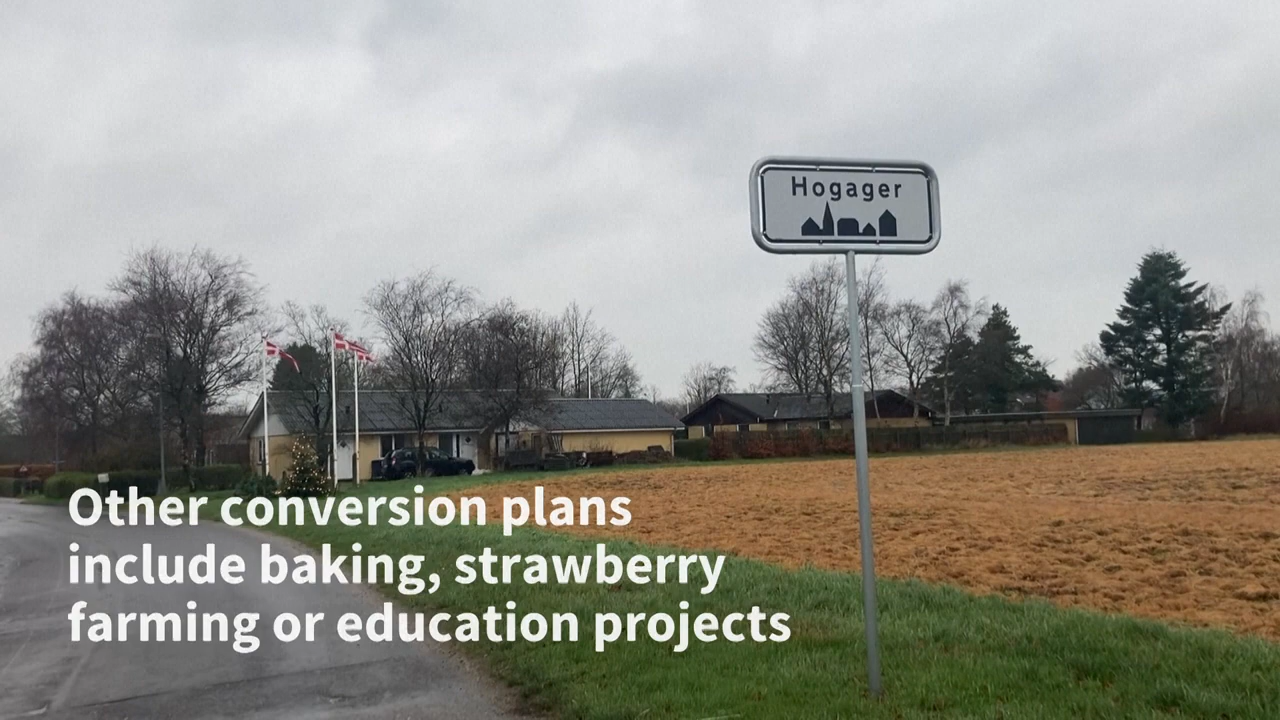 Hogager
Other conversion plans
include baking, strawberry
farming or education projects